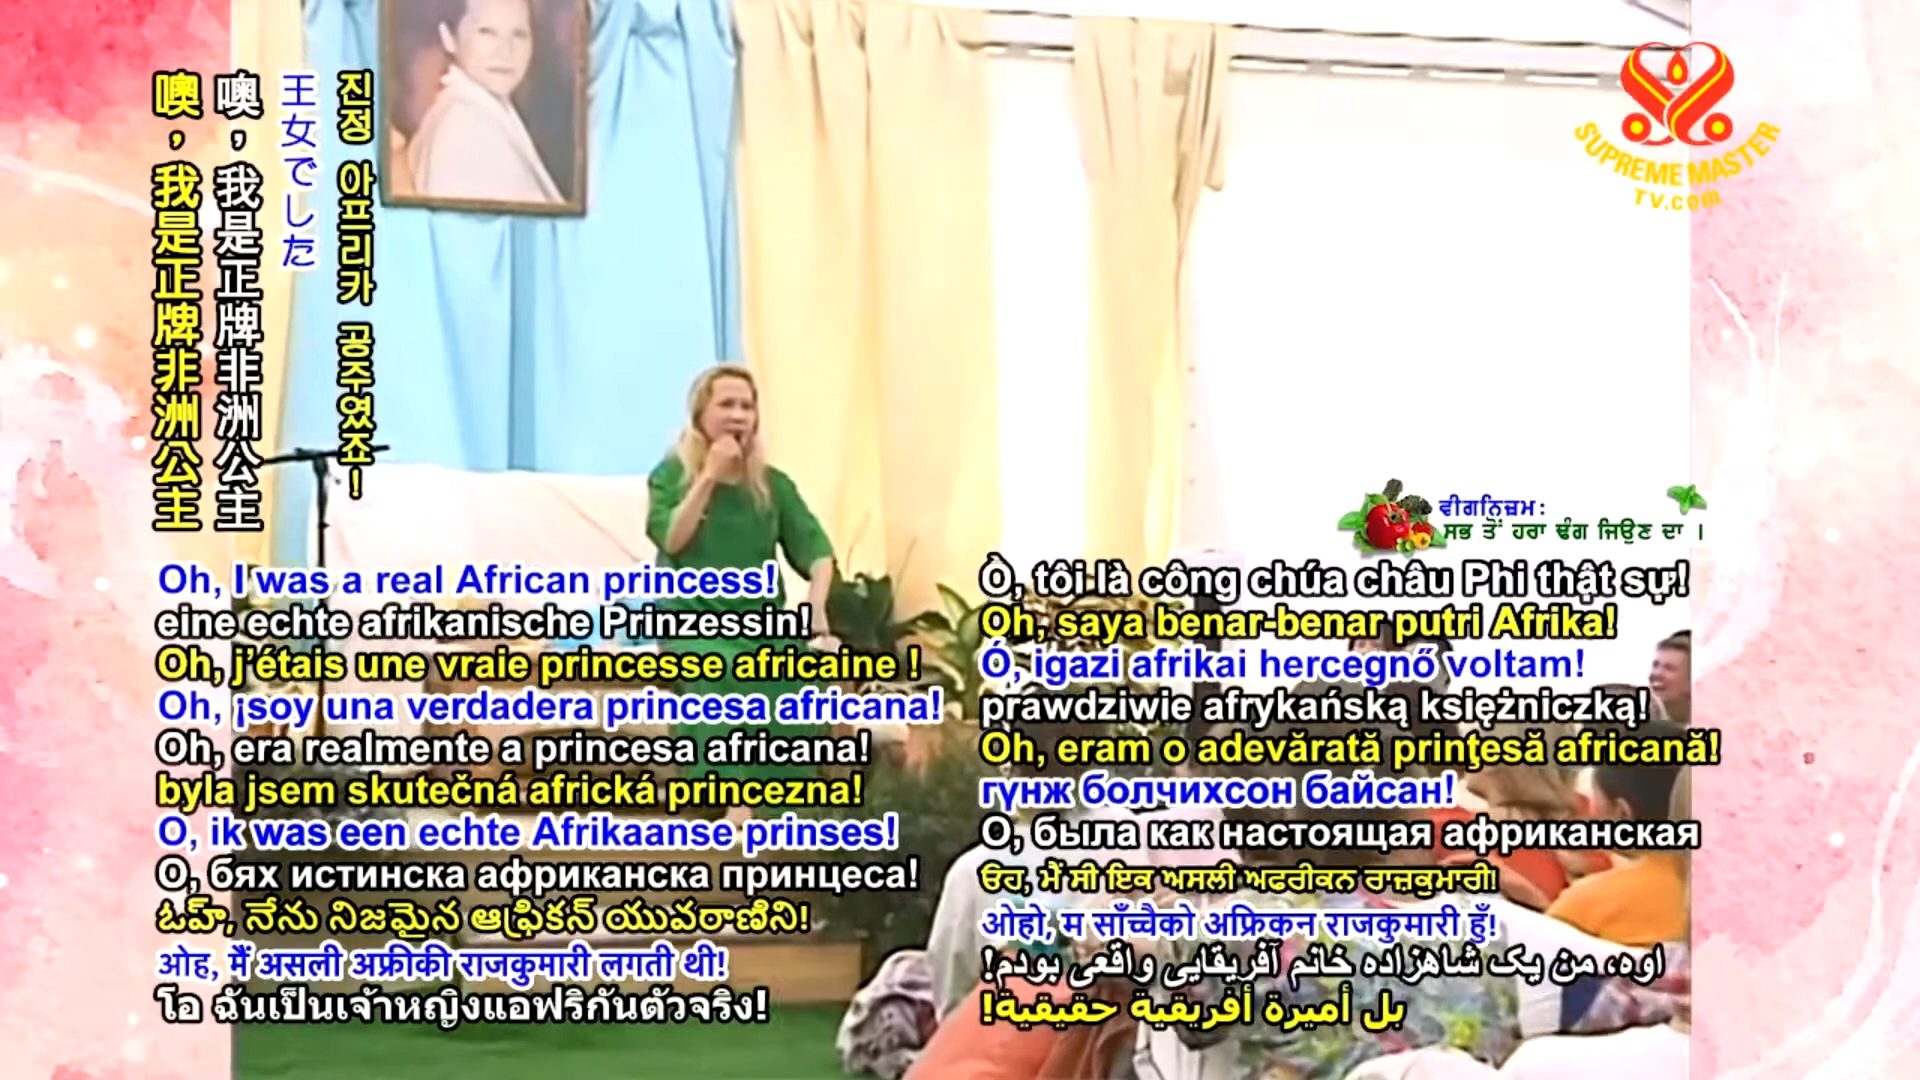 噢，我是正牌非洲公主
噢，我是正牌非洲公主
王女でした
진정 아프리카 공주였죠!
SUPREME MASTER
TV.com
ਵੀਗਨਿਜ਼ਮ:
ਸਭ ਤੋਂ ਹਰਾ ਢੰਗ ਜਿਉਣ ਦਾ ।
Oh, I was a real African princess!
eine echte afrikanische Prinzessin!
Oh, j'étais une vraie princesse africaine !
Oh, ¡soy una verdadera princesa africana!
Oh, era realmente a princesa africana!
byla jsem skutečná africká princezna!
O, ik was een echte Afrikaanse prinses!
О, бях истинска африканска принцеса!
ఓహ్, నేను నిజమైన ఆఫ్రికన్ యువరాణిని!
ओह, मैं असली अफ्रीकी राजकुमारी लगती थी!
โอ ฉันเป็นเจ้าหญิงแอฟริกันตัวจริง!
Ồ, tôi là công chúa châu Phi thật sự!
Oh, saya benar-benar putri Afrika!
Ó, igazi afrikai hercegnő voltam!
prawdziwie afrykańską księżniczką!
Oh, eram o adevărată prinţesă africană!
гүнж болчихсон байсан!
О, была как настоящая африканская
ਓਹ, ਮੈਂ ਸੀ ਇਕ ਅਸਲੀ ਅਫਰੀਕਨ ਰਾਜ਼ਕੁਮਾਰੀ!
ओहो, म साँच्चैको अफ्रिकन राजकुमारी हुँ!
اوه، من یک شاهزاده خانم آفریقایی واقعی بودم!
بل أميرة أفريقية حقيقية!